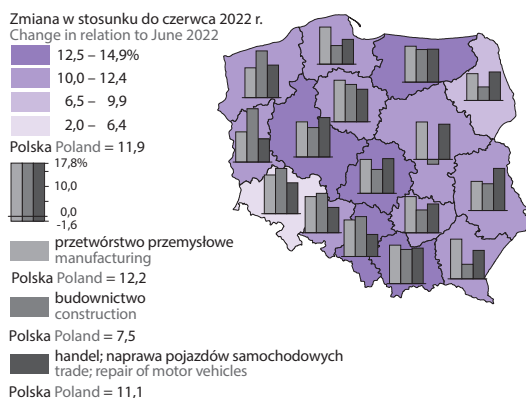 Zmiana w stosunku do czerwca 2022 r.
Change in relation to June 2022
12,5 – 14,9%
10,0 – 12,4
6,5 – 9,9
2,0 – 6,4
Polska Poland = 11,9
17,8%
10,0
0,0
-1,6
przetwórstwo przemysłowe
manufacturing
Polska Poland = 12,2
budownictwo
construction
Polska Poland = 7,5
handel; naprawa pojazdów samochodowych
trade; repair of motor vehicles
Polska Poland = 11,1